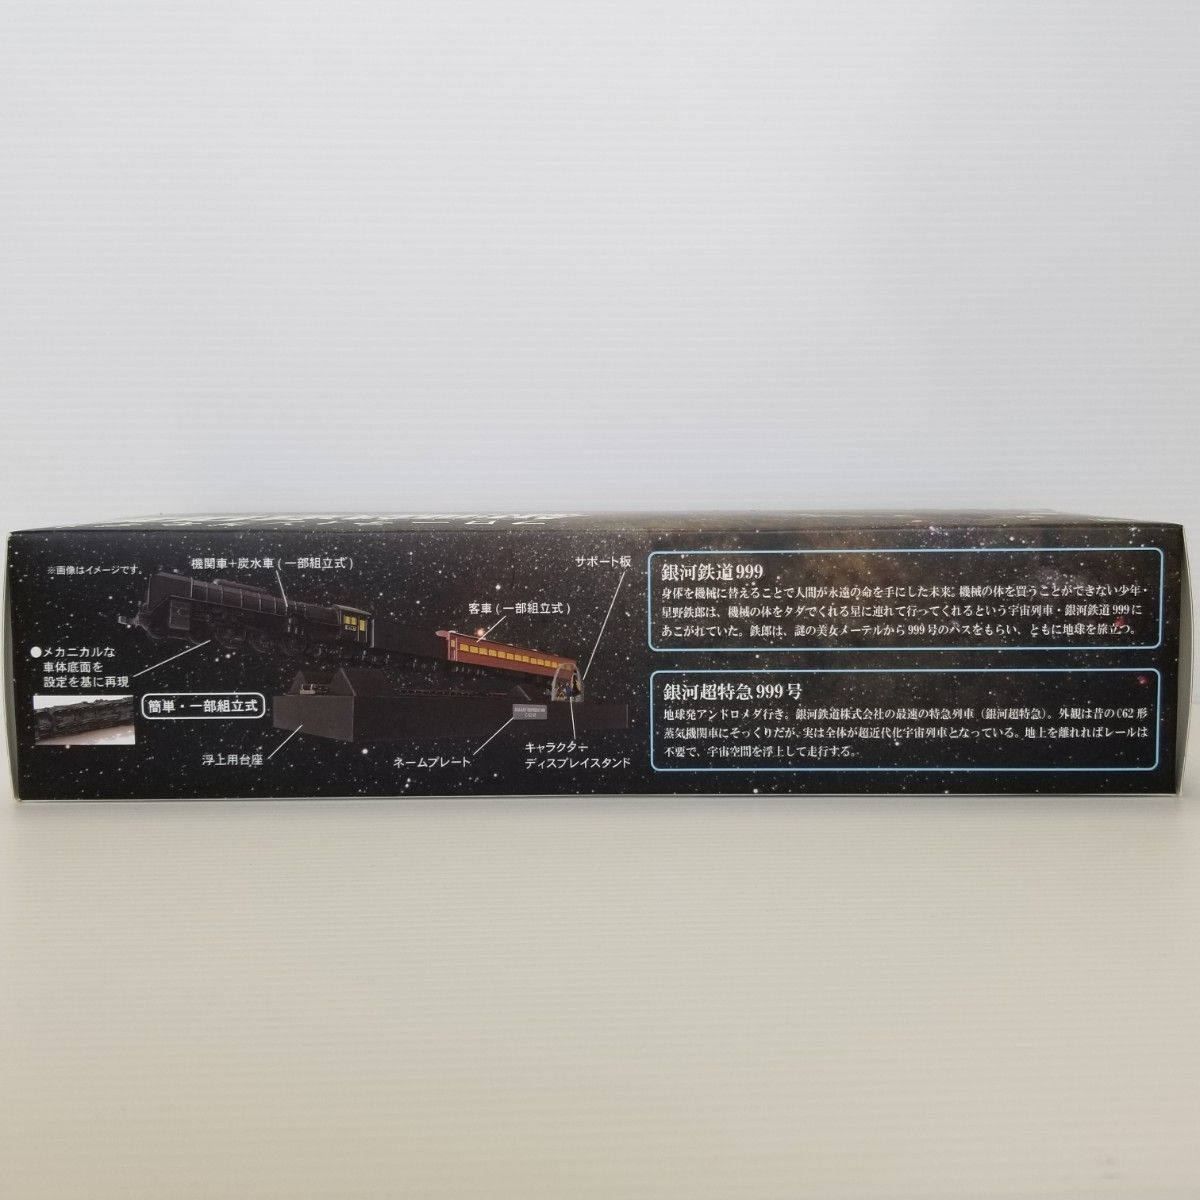 ※画像はイメージです。
機関車+炭水車(一部組立式)
サポート板
客車(一部組立式)
●メカニカルな
車体底面を
設定を基に再現
簡単・一部組立式
浮上用台座
ネームプレート
キャラクター
ディスプレイスタンド
銀河鉄道999
身体を機械に替えることで人間が永遠の命を手にした未来。機械の体を買うことができない少年・
星野鉄郎は、機械の体をタダでくれる星に連れて行ってくれるという宇宙列車・銀河鉄道999に
あこがれていた。鉄郎は、謎の美女メーテルから999号のパスをもらい、ともに地球を旅立つ。
銀河超特急999号
地球発アンドロメダ行き。銀河鉄道株式会社の最速の特急列車(銀河超特急)。外観は昔のC62形
蒸気機関車にそっくりだが、実は全体が超近代化宇宙列車となっている。地上を離れればレールは
不要で、宇宙空間を浮上して走行する。